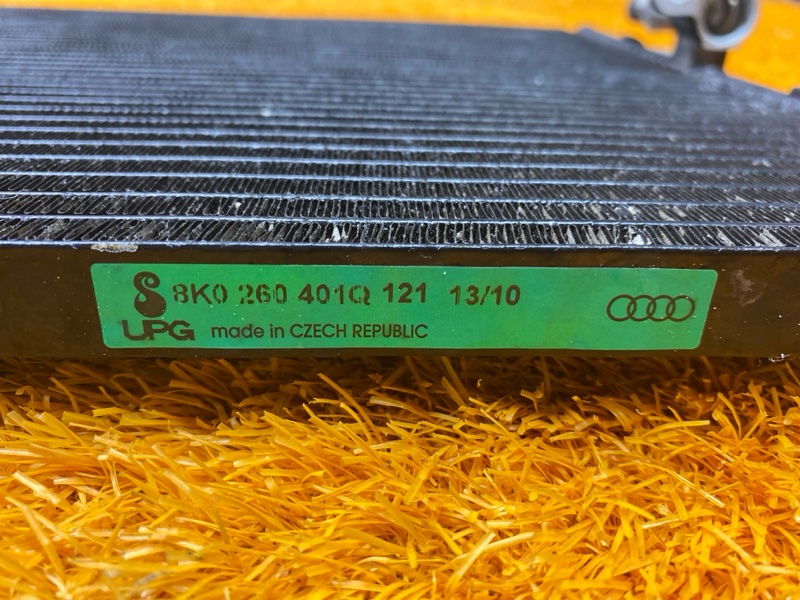 8K0 260 401Q 121 13/10
UPG made in CZECH REPUBLIC